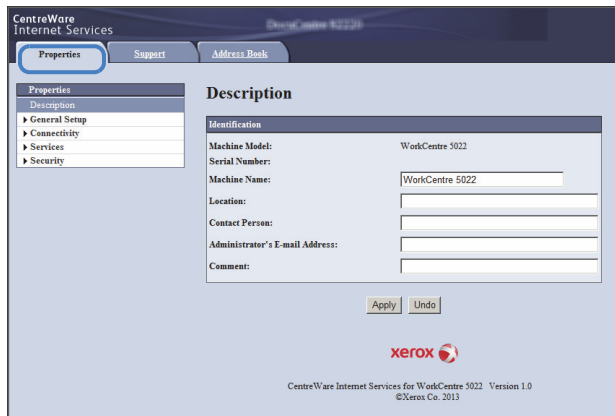 CentreWare
Internet Services
Properties
Support
Address Book
Properties
Description
General Setup
Connectivity
Services
Security
Description
Identification
Machine Model: WorkCentre 5022
Serial Number:
Machine Name: WorkCentre 5022
Location:
Contact Person:
Administrator's E-mail Address:
Comment:
Apply Undo
xerox
CentreWare Internet Services for WorkCentre 5022 Version 1.0
©Xerox Co. 2013